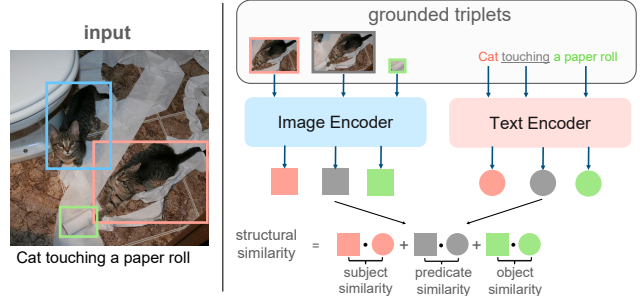 input
Cat touching a paper roll
grounded triplets
Cat touching a paper roll
Image Encoder
Text Encoder
structural
similarity
=
+
+
subject
similarity
predicate
similarity
object
similarity